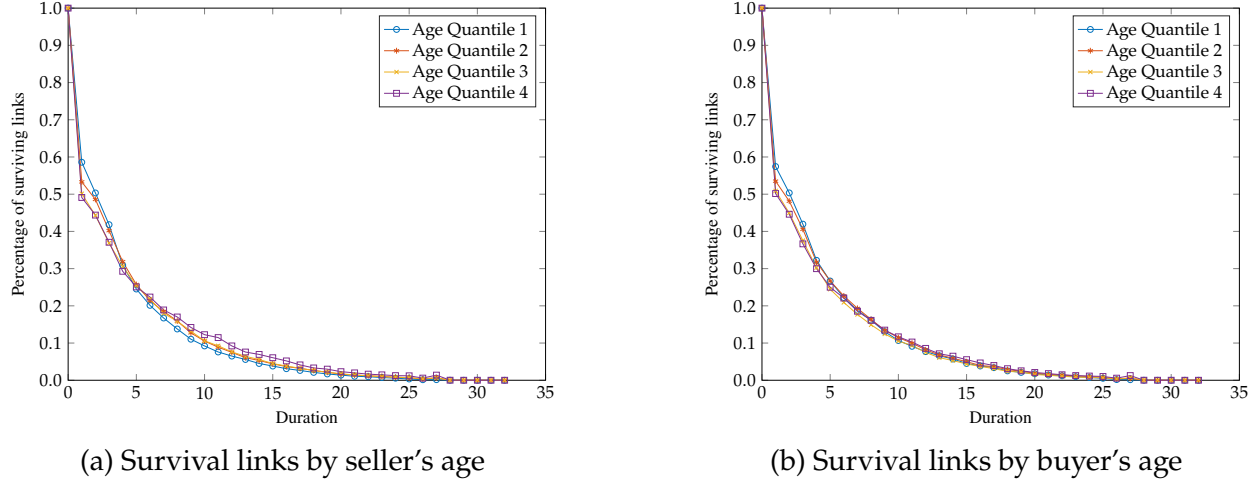 1.0
0.9
0.8
0.7
0.6
0.5
0.4
0.3
0.2
0.1
0.0
Percentage of surviving links
0 5 10 15 20 25 30 35
Duration
Age Quantile 1
Age Quantile 2
Age Quantile 3
Age Quantile 4
(a) Survival links by seller's age
1.0
0.9
0.8
0.7
0.6
0.5
0.4
0.3
0.2
0.1
0.0
Percentage of surviving links
0 5 10 15 20 25 30 35
Duration
Age Quantile 1
Age Quantile 2
Age Quantile 3
Age Quantile 4
(b) Survival links by buyer's age